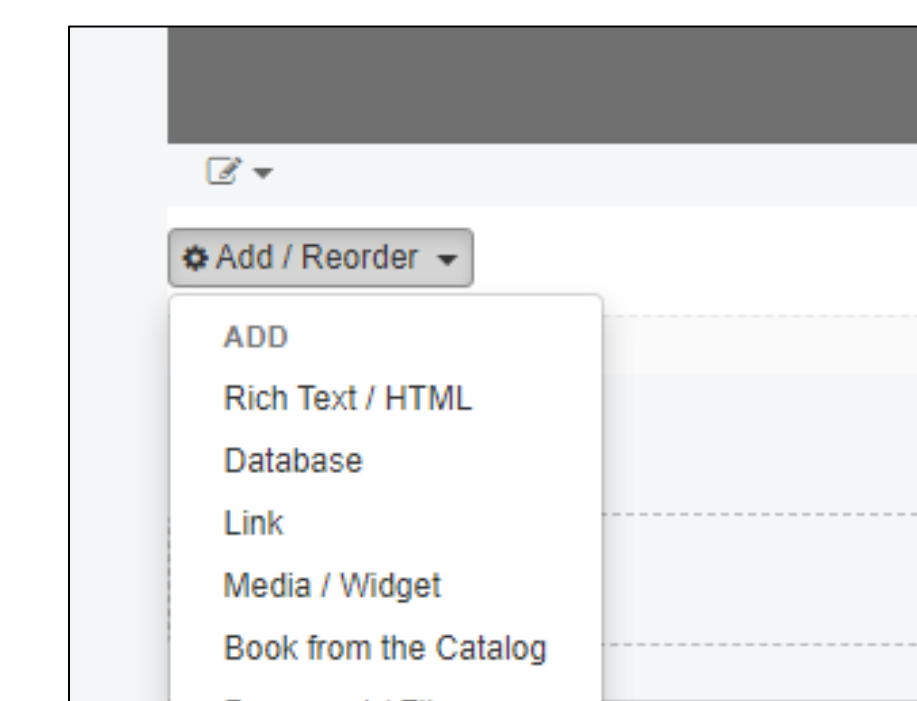 Add / Reorder
ADD
Rich Text / HTML
Database
Link
Media / Widget
Book from the Catalog